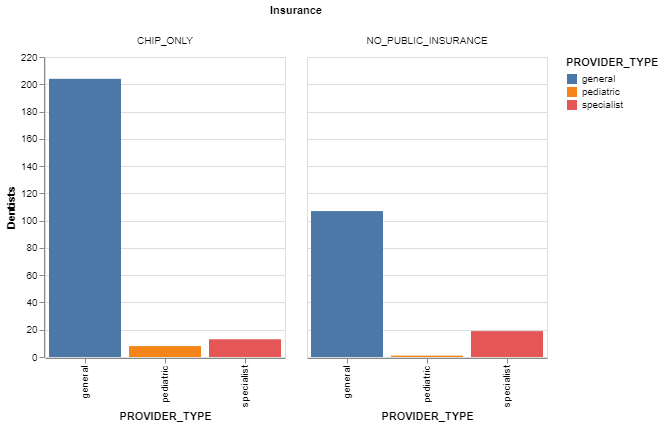 Insurance
CHIP_ONLY
NO_PUBLIC_INSURANCE
PROVIDER_TYPE
general
pediatric
specialist
Dentists
220
200
180
160
140
120
100
80
60
40
20
0
general
pediatric
specialist
general
pediatric
specialist
PROVIDER_TYPE
PROVIDER_TYPE